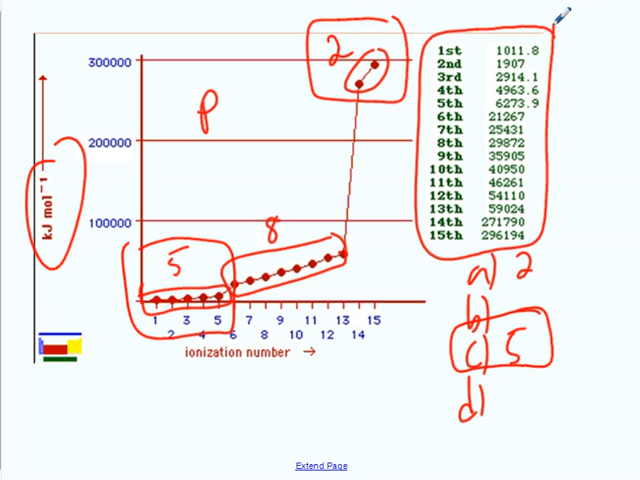 2
300000
P
200000
100000
kJ mol⁻¹
8
5
1 3 5 7 9 11 13 15
2 4 6 8 10 12 14
ionization number →
1st 1011.8
2nd 1907
3rd 2914.1
4th 4963.6
5th 6273.9
6th 21267
7th 25431
8th 29872
9th 35905
10th 40950
11th 46261
12th 54110
13th 59024
14th 271790
15th 296194
a) 2
b)
c) 5
d)
Extend Page